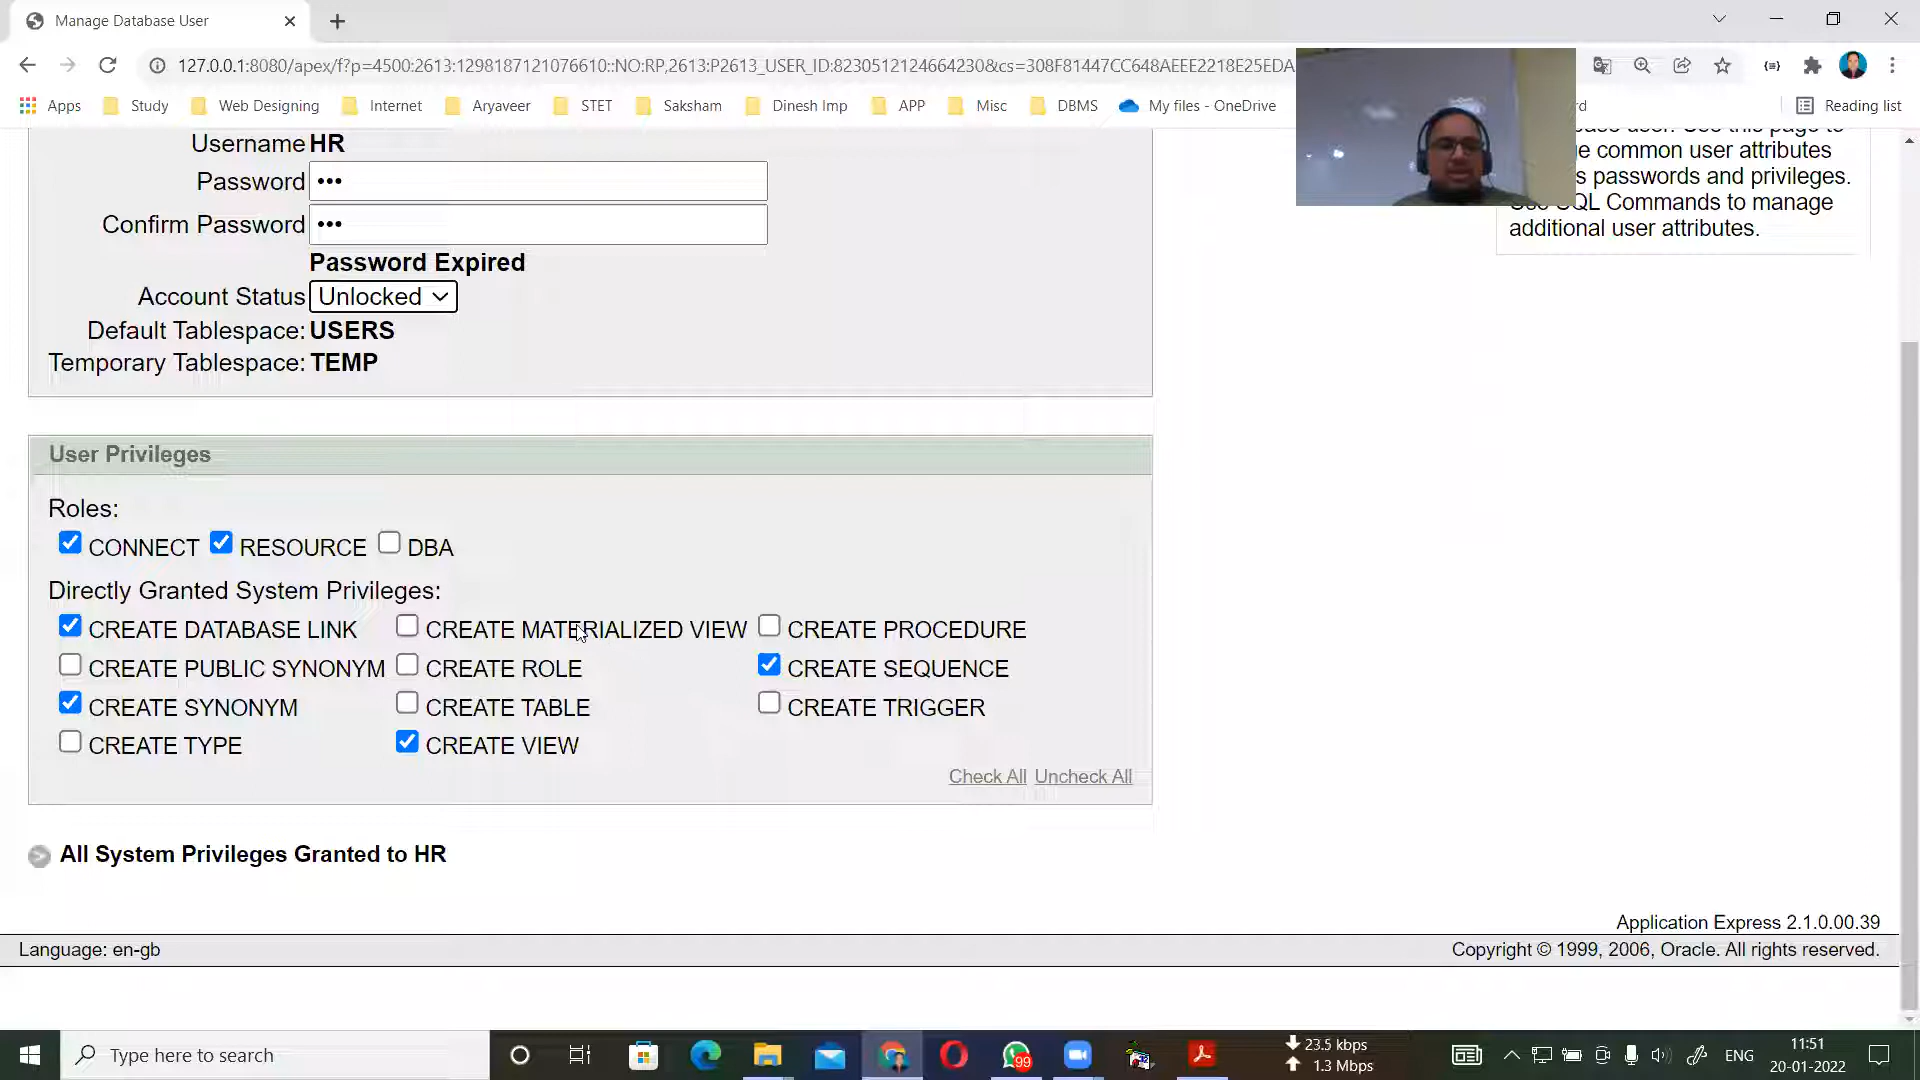 Manage Database User
127.0.0.1:8080/apex/f?p=4500:2613:1298187121076610::NO:RP,2613:P2613_USER_ID:8230512124664230&cs=308F81447CC648AEEE2218E25EDA
Apps Study Web Designing Internet Aryaveer STET Saksham Dinesh Imp APP Misc DBMS My files - OneDrive Reading list
Username HR
Password •••
Confirm Password •••
Password Expired
Account Status Unlocked
Default Tablespace: USERS
Temporary Tablespace: TEMP
common user attributes
passwords and privileges.
Commands to manage
additional user attributes.
User Privileges
Roles:
CONNECT RESOURCE DBA
Directly Granted System Privileges:
CREATE DATABASE LINK CREATE MATERIALIZED VIEW CREATE PROCEDURE
CREATE PUBLIC SYNONYM CREATE ROLE CREATE SEQUENCE
CREATE SYNONYM CREATE TABLE CREATE TRIGGER
CREATE TYPE CREATE VIEW
Check All Uncheck All
All System Privileges Granted to HR
Application Express 2.1.0.00.39
Language: en-gb Copyright © 1999, 2006, Oracle. All rights reserved.
Type here to search
99
23.5 kbps
1.3 Mbps
ENG
11:51
20-01-2022